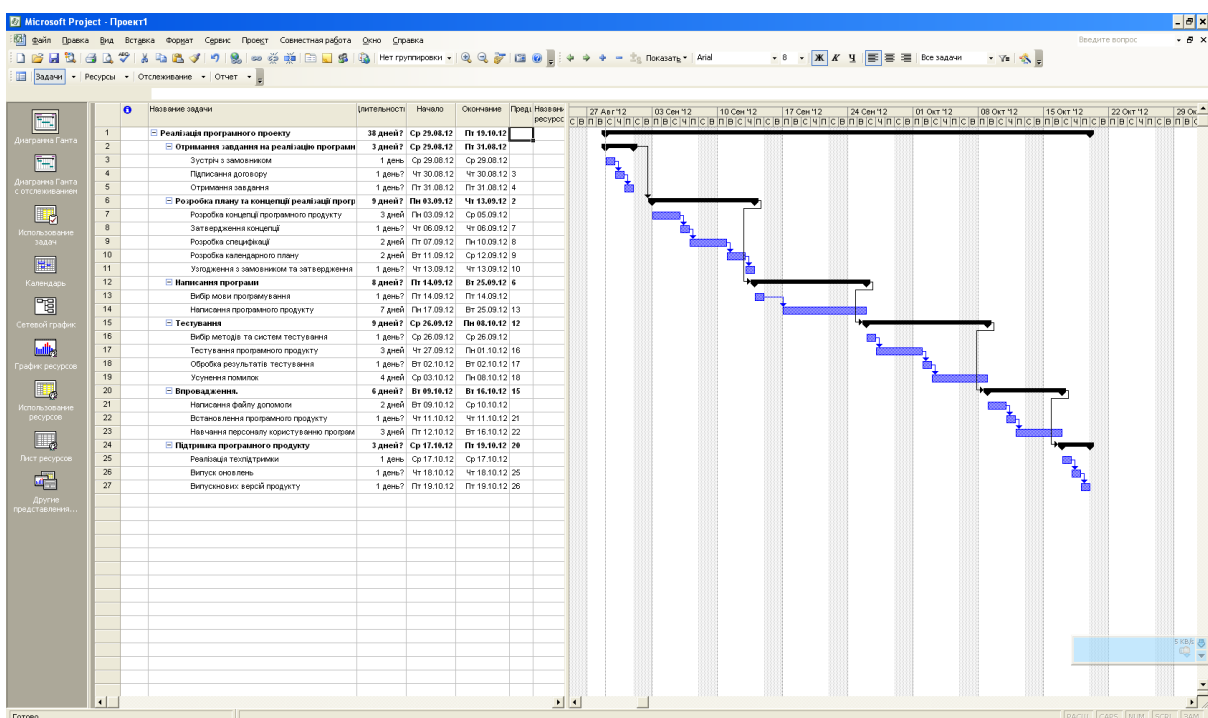 Microsoft Project - Проект1
Файл Правка Вид Вставка Формат Сервис Проект Совместная работа Окно Справка Введите вопрос
Нет группировки Показать Arial 8 Ж К Ч Все задачи
Задачи Ресурсы Отслеживание Отчет
Название задачи Длительность Начало Окончание Предш Названи ресурсс 27 Авг '12 03 Сен '12 10 Сен '12 17 Сен '12 24 Сен '12 01 Окт '12 08 Окт '12 15 Окт '12 22 Окт '12 29 Ок
Диаграмма Ганта
Диаграмма Ганта с отслеживанием
Использование задач
Календарь
Сетевой график
График ресурсов
Использование ресурсов
Лист ресурсов
Другие представления...
1 Реалізація програмного проекту 38 дней? Ср 29.08.12 Пт 19.10.12
2 Отримання завдання на реалізацію програми 3 дней? Ср 29.08.12 Пт 31.08.12
3 Зустріч з замовником 1 день Ср 29.08.12 Ср 29.08.12
4 Підписання договору 1 день? Чт 30.08.12 Чт 30.08.12 3
5 Отримання завдання 1 день? Пт 31.08.12 Пт 31.08.12 4
6 Розробка плану та концепції реалізації прогр 9 дней? Пн 03.09.12 Чт 13.09.12 2
7 Розробка концепції програмного продукту 3 дней Пн 03.09.12 Ср 05.09.12
8 Затвердження концепції 1 день? Чт 06.09.12 Чт 06.09.12 7
9 Розробка специфікації 2 дней Пт 07.09.12 Пн 10.09.12 8
10 Розробка календарного плану 2 дней Вт 11.09.12 Ср 12.09.12 9
11 Узгодження з замовником та затвердження 1 день? Чт 13.09.12 Чт 13.09.12 10
12 Написання програми 8 дней? Пт 14.09.12 Вт 25.09.12 6
13 Вибір мови програмування 1 день? Пт 14.09.12 Пт 14.09.12
14 Написання програмного продукту 7 дней Пн 17.09.12 Вт 25.09.12 13
15 Тестування 9 дней? Ср 26.09.12 Пн 08.10.12 12
16 Вибір методів та систем тестування 1 день? Ср 26.09.12 Ср 26.09.12
17 Тестування програмного продукту 3 дней Чт 27.09.12 Пн 01.10.12 16
18 Обробка результатів тестування 1 день? Вт 02.10.12 Вт 02.10.12 17
19 Усунення помилок 4 дней Ср 03.10.12 Пн 08.10.12 18
20 Впровадження. 6 дней? Вт 09.10.12 Вт 16.10.12 15
21 Написання файлу допомоги 2 дней Вт 09.10.12 Ср 10.10.12
22 Встановлення програмного продукту 1 день? Чт 11.10.12 Чт 11.10.12 21
23 Навчання персоналу користуванню програм 3 дней Пт 12.10.12 Вт 16.10.12 22
24 Підтримка програмного продукту 3 дней? Ср 17.10.12 Пт 19.10.12 20
25 Реалізація техпідтримки 1 день Ср 17.10.12 Ср 17.10.12
26 Випуск оновлень 1 день? Чт 18.10.12 Чт 18.10.12 25
27 Випускнових версій продукту 1 день? Пт 19.10.12 Пт 19.10.12 26
5 KB/s
Готово
РАСШ CAPS NUM SCRL ЗАМ